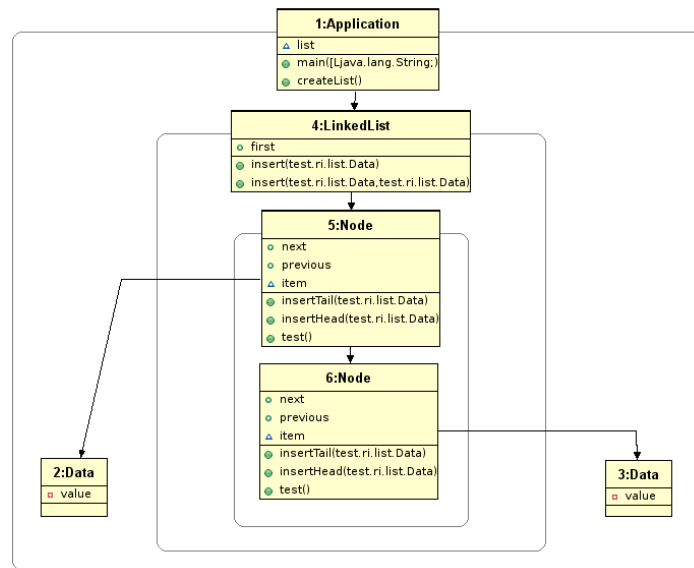 1:Application
list
main([Ljava.lang.String;)
createList()
4:LinkedList
first
insert(test.ri.list.Data)
insert(test.ri.list.Data,test.ri.list.Data)
5:Node
next
previous
item
insertTail(test.ri.list.Data)
insertHead(test.ri.list.Data)
test()
6:Node
next
previous
item
insertTail(test.ri.list.Data)
insertHead(test.ri.list.Data)
test()
2:Data
value
3:Data
value